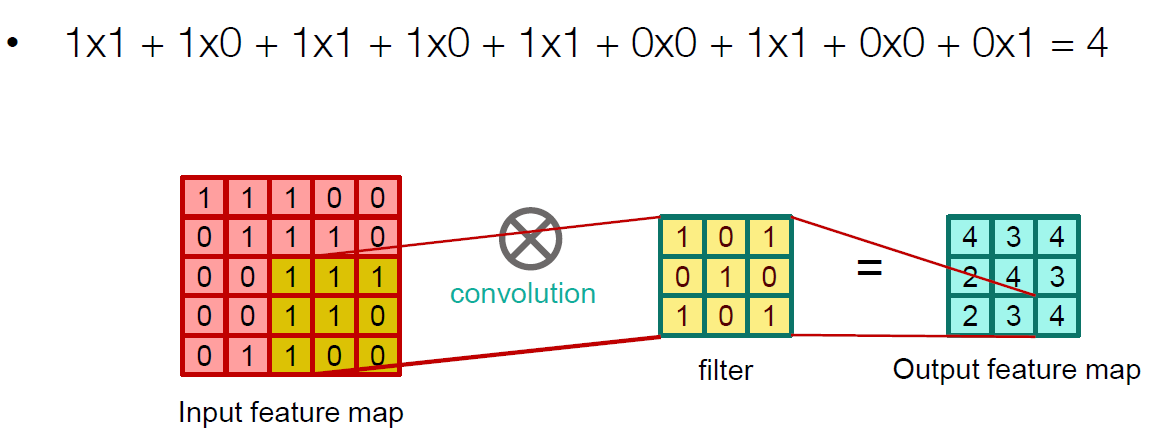 • 1x1 + 1x0 + 1x1 + 1x0 + 1x1 + 0x0 + 1x1 + 0x0 + 0x1 = 4
1 1 1 0 0
0 1 1 1 0
0 0 1 1 1
0 0 1 1 0
0 1 1 0 0
Input feature map
convolution
1 0 1
0 1 0
1 0 1
filter
=
4 3 4
2 4 3
2 3 4
Output feature map